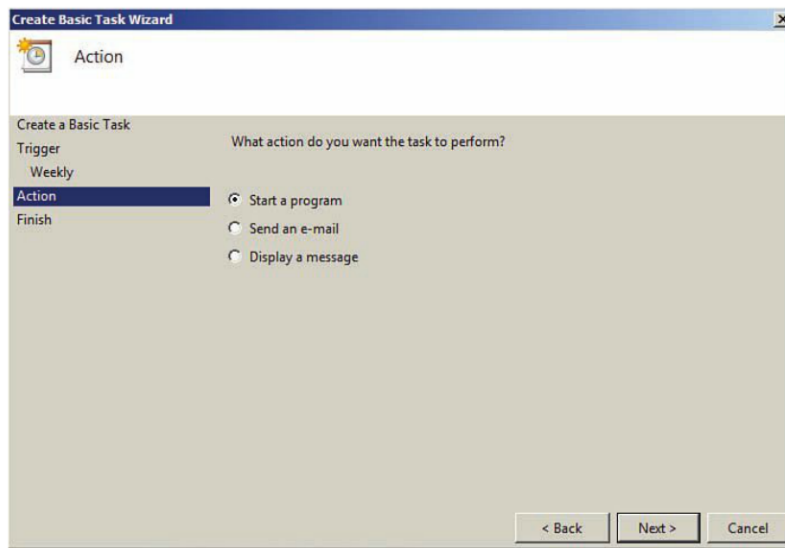 Create Basic Task Wizard
Action
Create a Basic Task
Trigger
Weekly
Action
Finish
What action do you want the task to perform?
Start a program
Send an e-mail
Display a message
< Back
Next >
Cancel